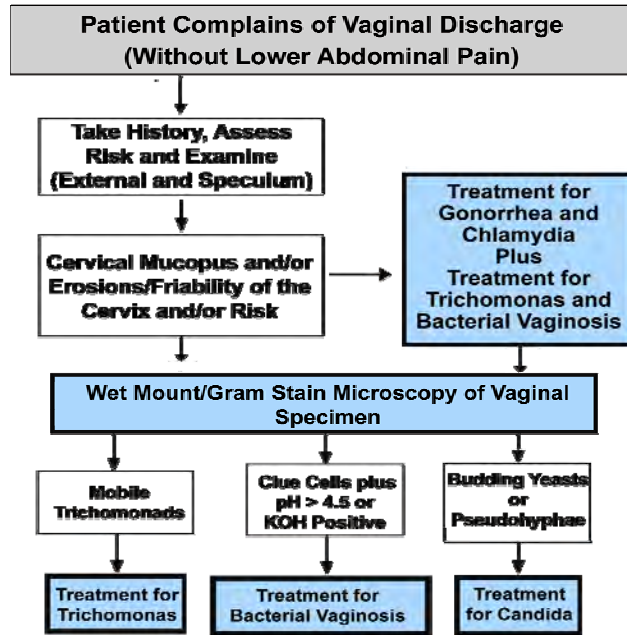 Patient Complains of Vaginal Discharge
(Without Lower Abdominal Pain)
Take History, Assess
Risk and Examine
(External and Speculum)
Treatment for
Gonorrhea and
Chlamydia
Plus
Treatment for
Trichomonas and
Bacterial Vaginosis
Cervical Mucopus and/or
Erosions/Friability of the
Cervix and/or Risk
Wet Mount/Gram Stain Microscopy of Vaginal
Specimen
Mobile
Trichomonads
Clue Cells plus
pH > 4.5 or
KOH Positive
Budding Yeasts
or
Pseudohyphae
Treatment for
Trichomonas
Treatment for
Bacterial Vaginosis
Treatment
for Candida